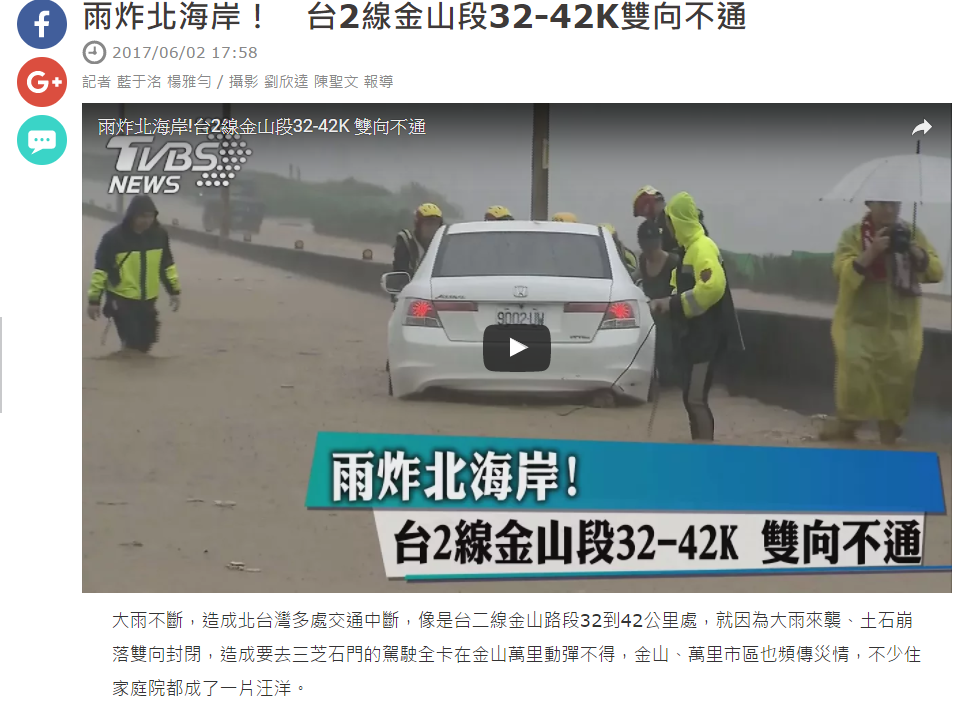 雨炸北海岸！ 台2線金山段32-42K雙向不通
2017/06/02 17:58
記者 藍于洺 楊雅勻 / 攝影 劉欣達 陳聖文 報導
雨炸北海岸!台2線金山段32-42K 雙向不通
TVBS
NEWS
9002-UW
雨炸北海岸!
台2線金山段32-42K 雙向不通
大雨不斷，造成北台灣多處交通中斷，像是台二線金山路段32到42公里處，就因為大雨來襲、土石崩
落雙向封閉，造成要去三芝石門的駕駛全卡在金山萬里動彈不得，金山、萬里市區也頻傳災情，不少住
家庭院都成了一片汪洋。